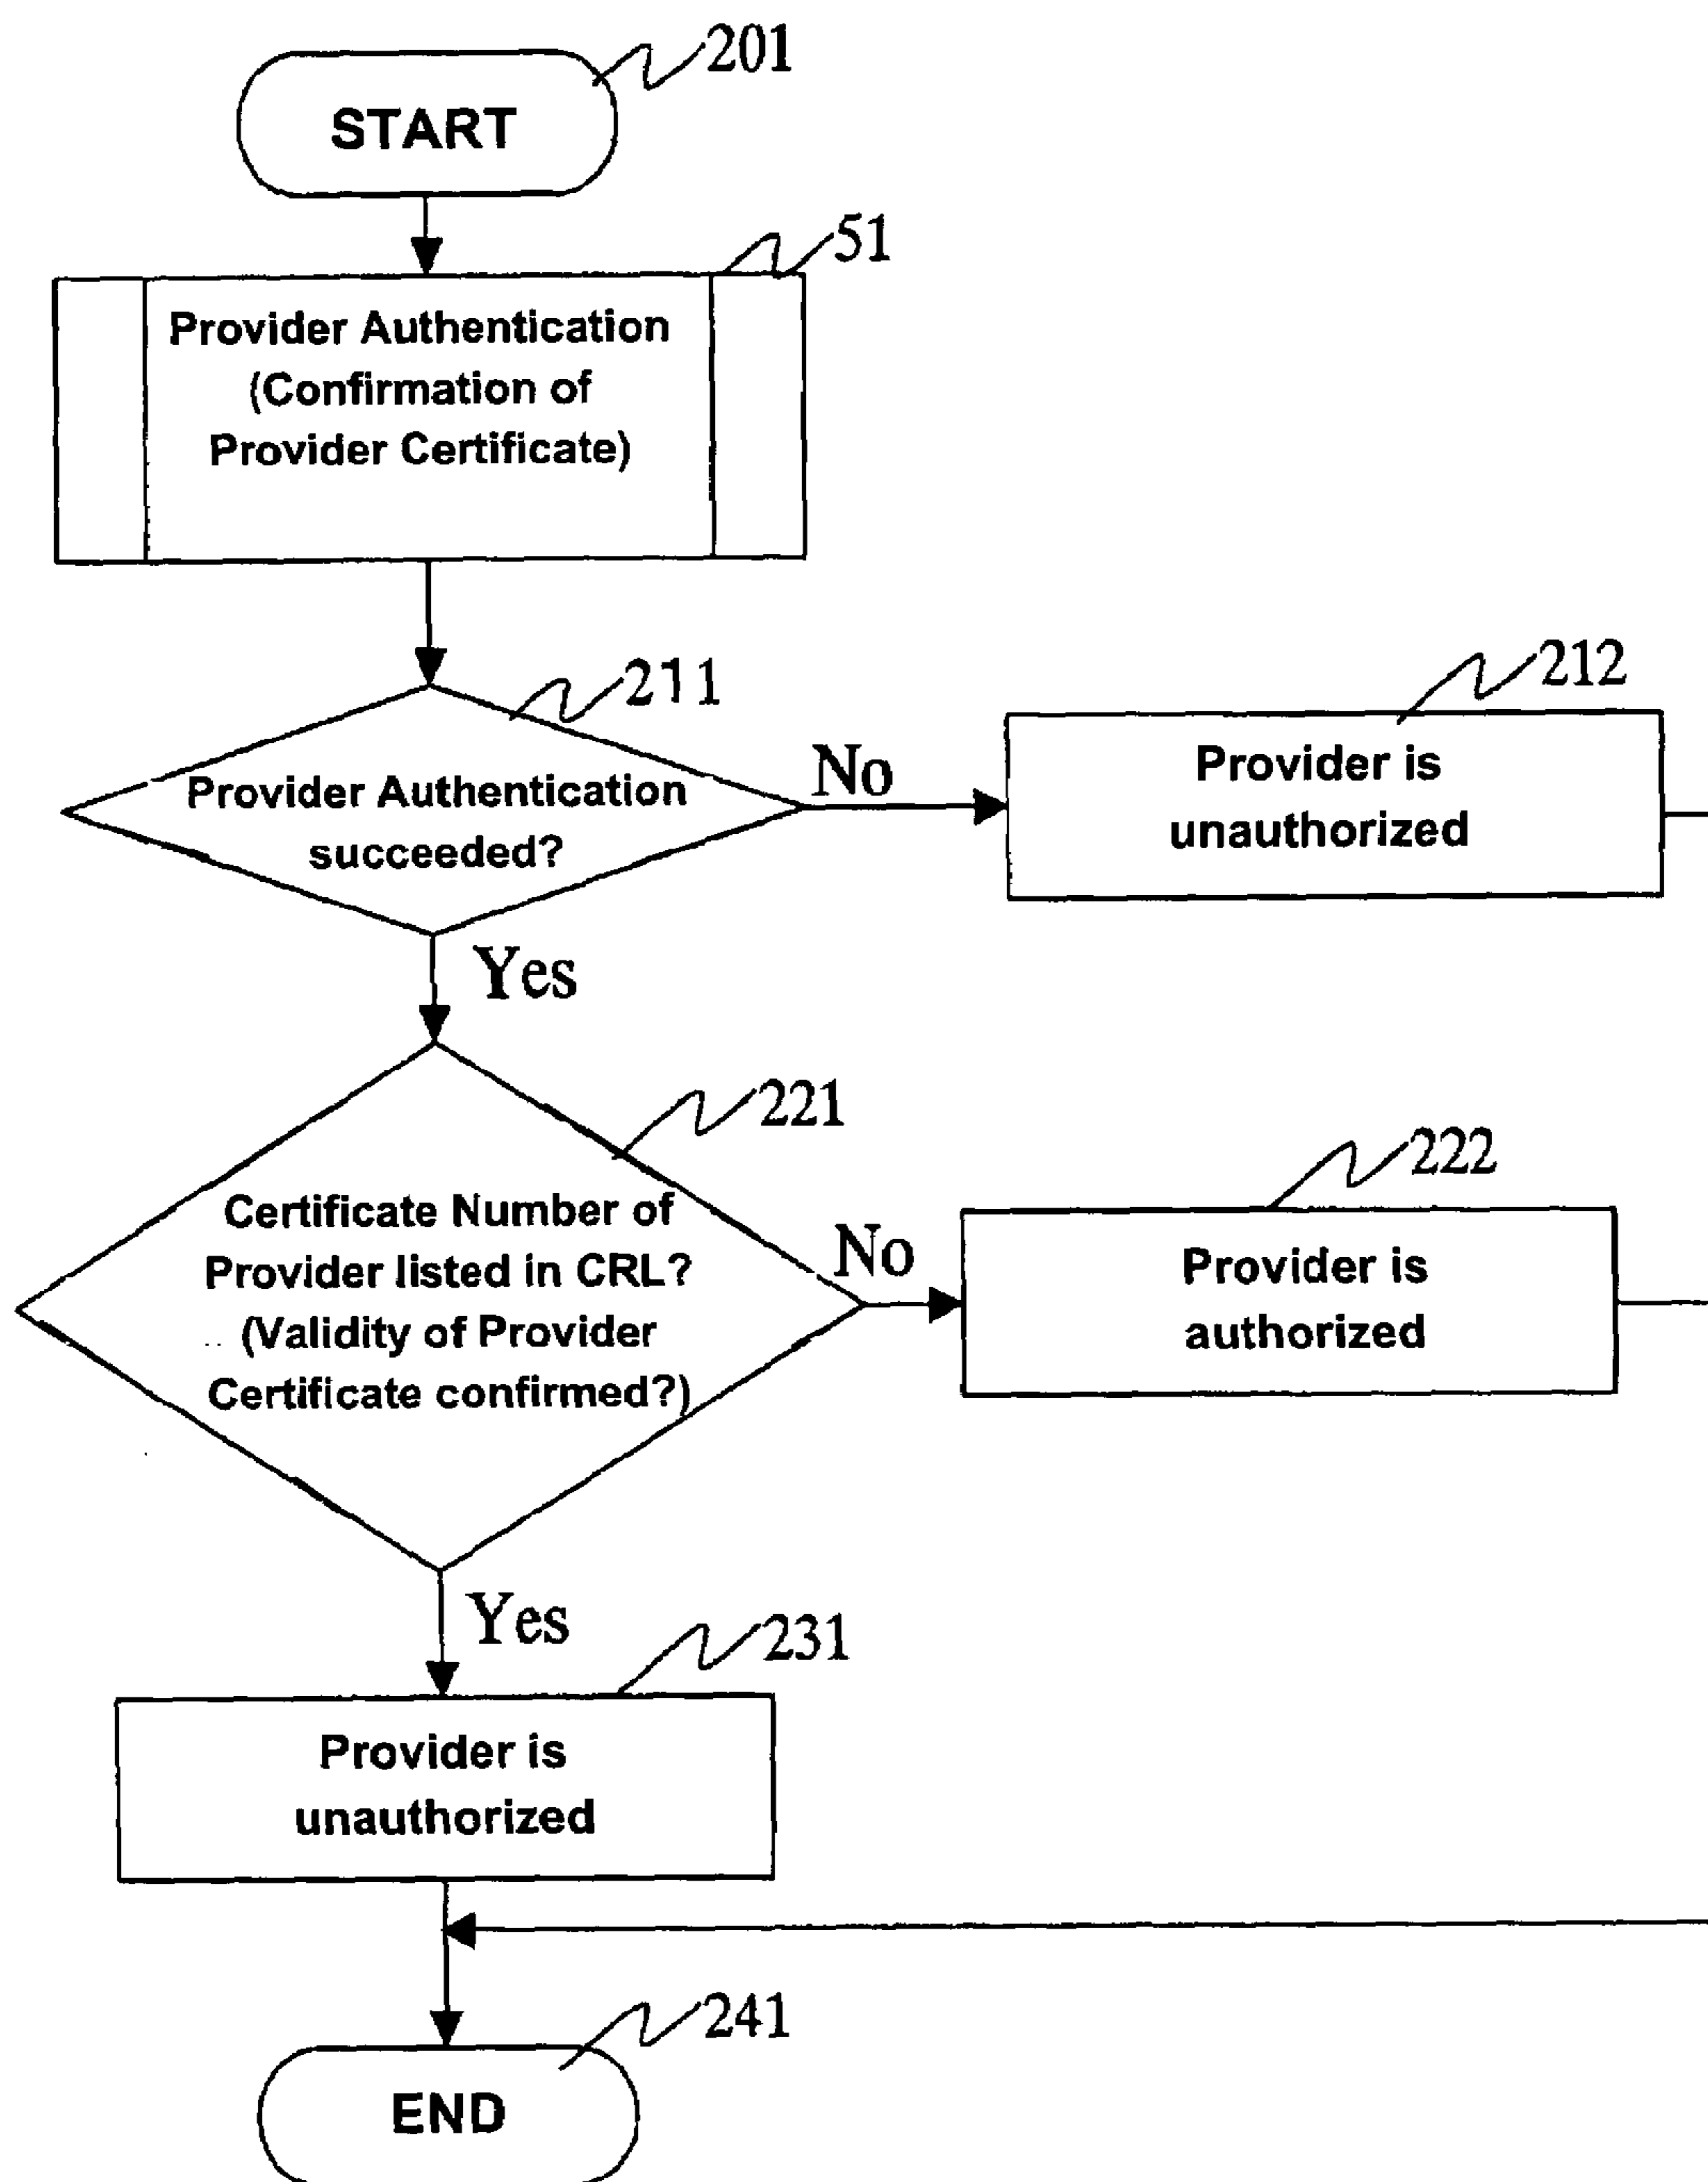 201
START
51
Provider Authentication
(Confirmation of
Provider Certificate)
211
Provider Authentication
succeeded?
No
212
Provider is
unauthorized
Yes
221
Certificate Number of
Provider listed in CRL?
(Validity of Provider
Certificate confirmed?)
No
222
Provider is
authorized
Yes
231
Provider is
unauthorized
241
END